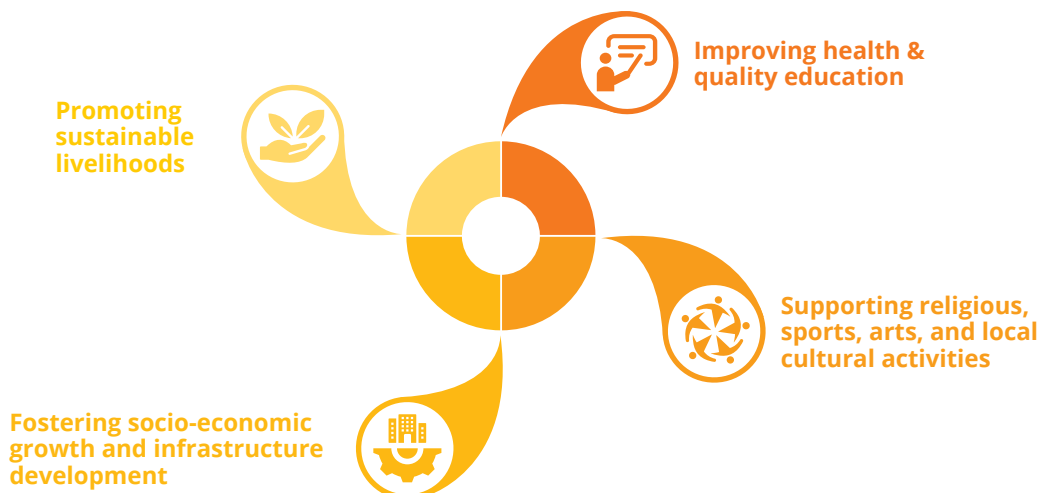 Improving health &
quality education
Promoting
sustainable
livelihoods
Supporting religious,
sports, arts, and local
cultural activities
Fostering socio-economic
growth and infrastructure
development